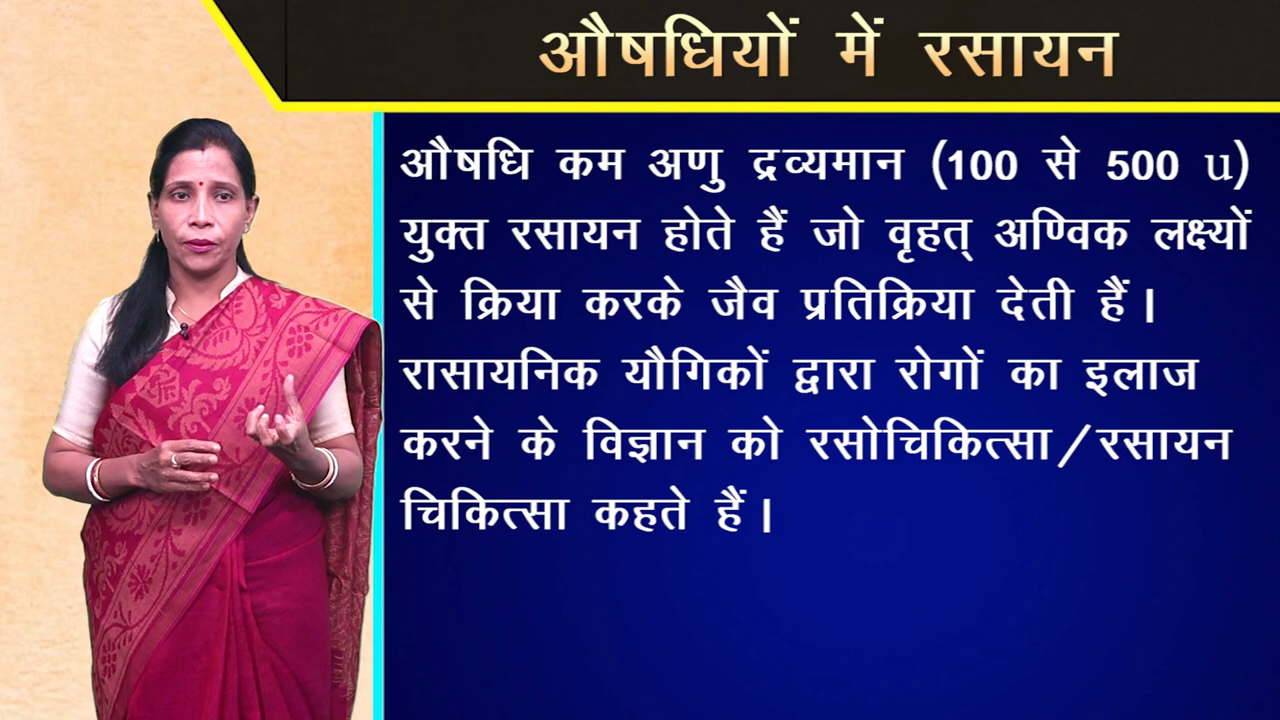 औषधियों में रसायन
औषधि कम अणु द्रव्यमान (100 से 500 u)
युक्त रसायन होते हैं जो वृहत् अण्विक लक्ष्यों
से क्रिया करके जैव प्रतिक्रिया देती हैं।
रासायनिक यौगिकों द्वारा रोगों का इलाज
करने के विज्ञान को रसोचिकित्सा/रसायन
चिकित्सा कहते हैं।